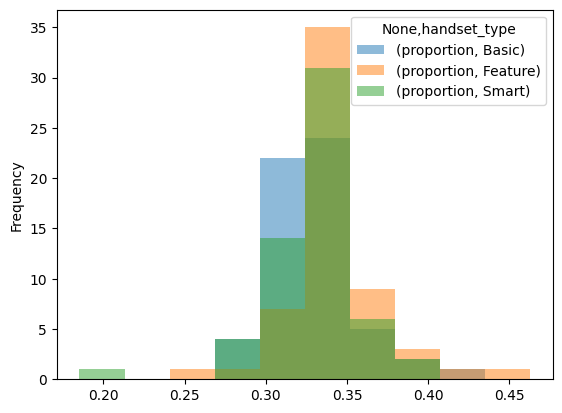 None,handset_type
(proportion, Basic)
(proportion, Feature)
(proportion, Smart)
Frequency
35
30
25
20
15
10
5
0
0.20 0.25 0.30 0.35 0.40 0.45